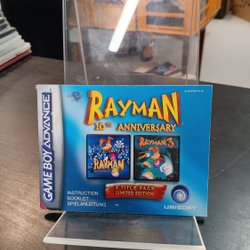 GAME BOY ADVANCE
RAYMAN
10th ANNIVERSARY
RAYMAN
RAYMAN 3
2 TITLE PACK
LIMITED EDITION
INSTRUCTION
BOOKLET
SPIELANLEITUNG
UBISOFT